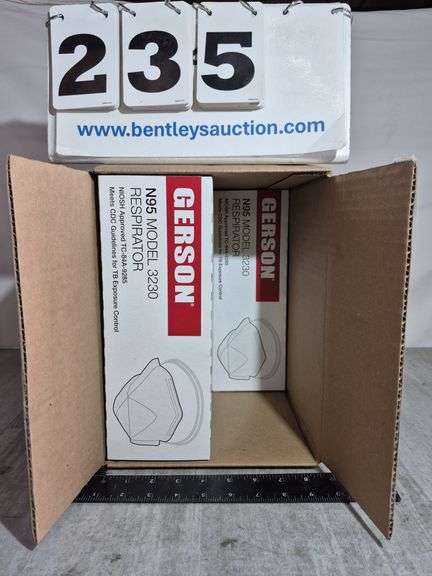 235
www.bentleysauction.com
GERSON®
N95 MODEL 3230
RESPIRATOR
NIOSH Approved TC-84A-9285
Meets CDC Guidelines for TB Exposure Control
GERSON
N95 MODEL 3230
RESPIRATOR